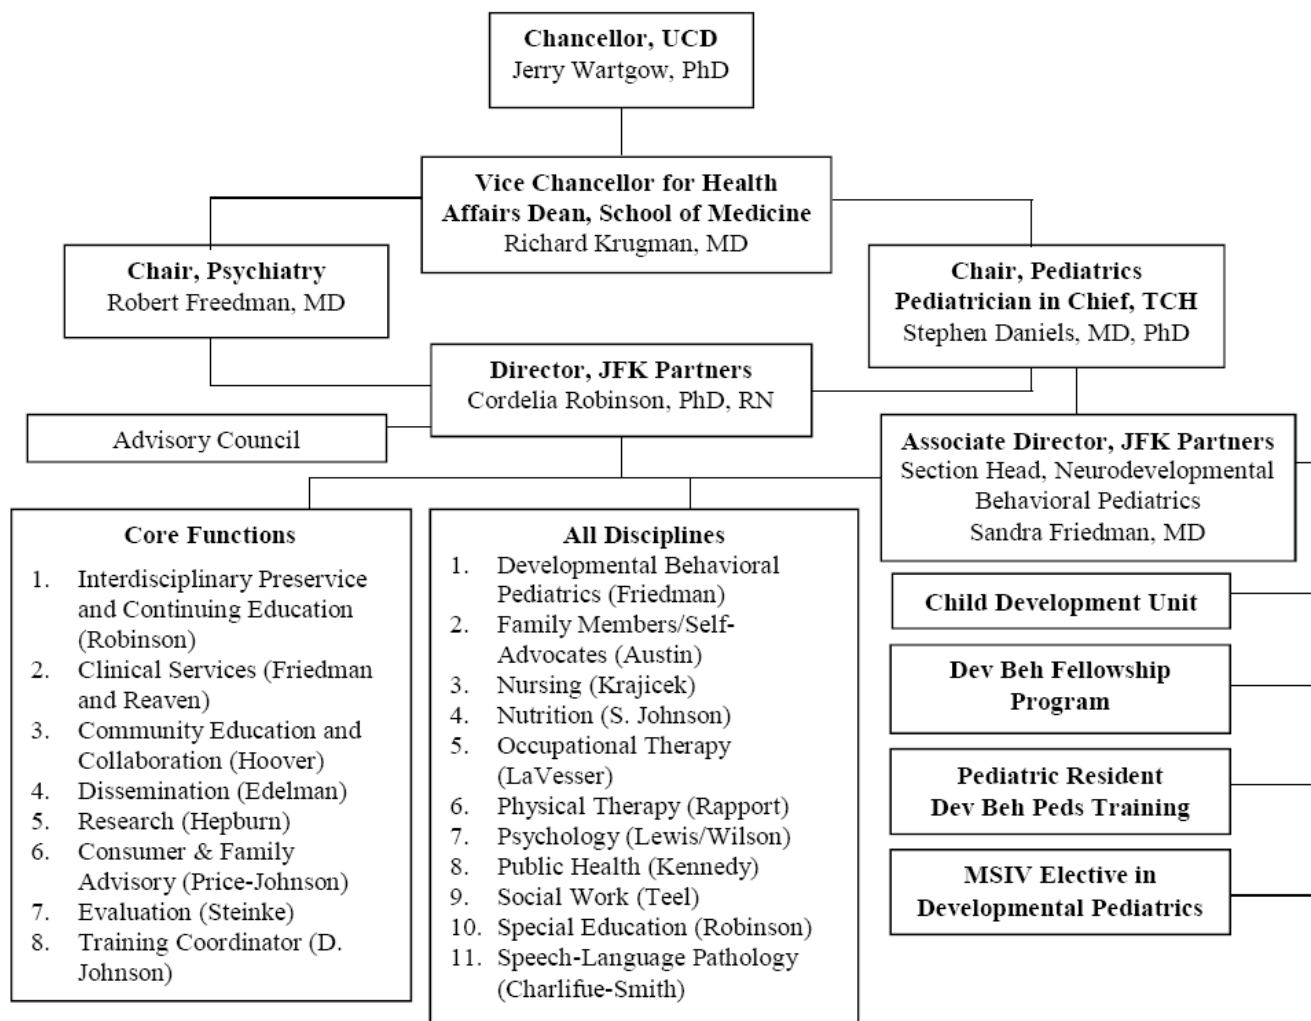 Chancellor, UCD
Jerry Wartgow, PhD
Vice Chancellor for Health
Affairs Dean, School of Medicine
Richard Krugman, MD
Chair, Psychiatry
Robert Freedman, MD
Chair, Pediatrics
Pediatrician in Chief, TCH
Stephen Daniels, MD, PhD
Director, JFK Partners
Cordelia Robinson, PhD, RN
Advisory Council
Associate Director, JFK Partners
Section Head, Neurodevelopmental
Behavioral Pediatrics
Sandra Friedman, MD
Core Functions
1. Interdisciplinary Preservice
and Continuing Education
(Robinson)
2. Clinical Services (Friedman
and Reaven)
3. Community Education and
Collaboration (Hoover)
4. Dissemination (Edelman)
5. Research (Hepburn)
6. Consumer & Family
Advisory (Price-Johnson)
7. Evaluation (Steinke)
8. Training Coordinator (D.
Johnson)
All Disciplines
1. Developmental Behavioral
Pediatrics (Friedman)
2. Family Members/Self-
Advocates (Austin)
3. Nursing (Krajicek)
4. Nutrition (S. Johnson)
5. Occupational Therapy
(LaVesser)
6. Physical Therapy (Rapport)
7. Psychology (Lewis/Wilson)
8. Public Health (Kennedy)
9. Social Work (Teel)
10. Special Education (Robinson)
11. Speech-Language Pathology
(Charlifue-Smith)
Child Development Unit
Dev Beh Fellowship
Program
Pediatric Resident
Dev Beh Peds Training
MSIV Elective in
Developmental Pediatrics